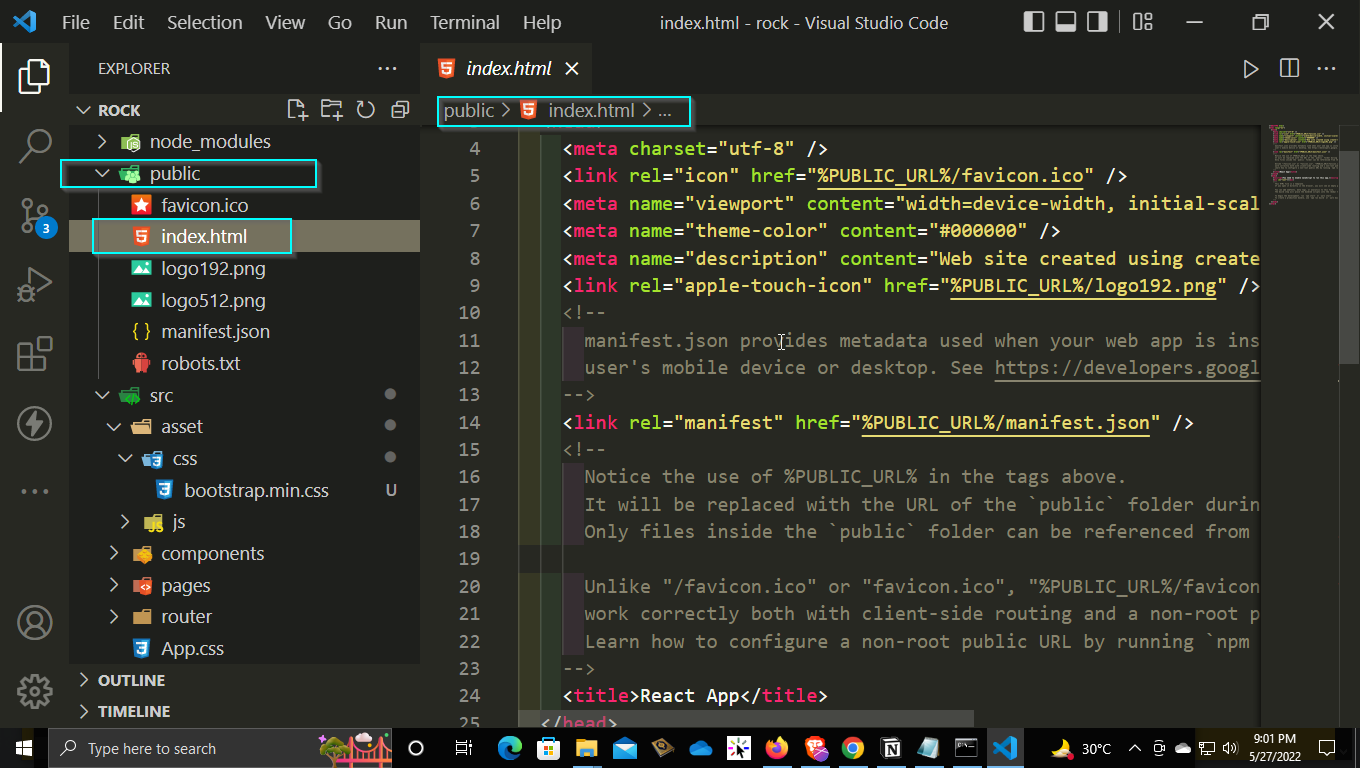 File Edit Selection View Go Run Terminal Help index.html - rock - Visual Studio Code
EXPLORER
ROCK
node_modules
public
favicon.ico
index.html
logo192.png
logo512.png
manifest.json
robots.txt
src
asset
css
bootstrap.min.css U
js
components
pages
router
App.css
OUTLINE
TIMELINE
3
index.html
public > index.html > ...
4 <meta charset="utf-8" />
5 <link rel="icon" href="%PUBLIC_URL%/favicon.ico" />
6 <meta name="viewport" content="width=device-width, initial-scal
7 <meta name="theme-color" content="#000000" />
8 <meta name="description" content="Web site created using create
9 <link rel="apple-touch-icon" href="%PUBLIC_URL%/logo192.png" />
10 <!--
11 manifest.json provides metadata used when your web app is ins
12 user's mobile device or desktop. See https://developers.googl
13 -->
14 <link rel="manifest" href="%PUBLIC_URL%/manifest.json" />
15 <!--
16 Notice the use of %PUBLIC_URL% in the tags above.
17 It will be replaced with the URL of the `public` folder durin
18 Only files inside the `public` folder can be referenced from
19
20 Unlike "/favicon.ico" or "favicon.ico", "%PUBLIC_URL%/favicon
21 work correctly both with client-side routing and a non-root p
22 Learn how to configure a non-root public URL by running `npm
23 -->
24 <title>React App</title>
25 </head>
Type here to search
30°C
9:01 PM
5/27/2022